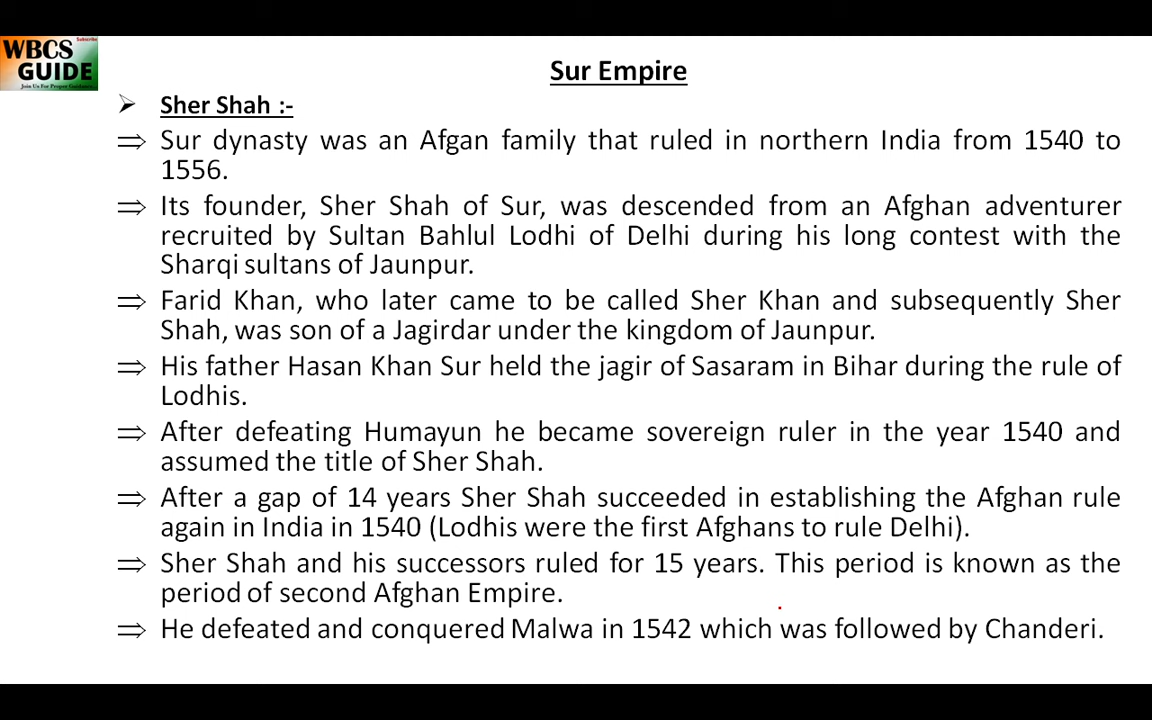 Subscribe
WBCS
GUIDE
Join Us For Proper Guidance...
Sur Empire
➢ Sher Shah :-
⇒ Sur dynasty was an Afgan family that ruled in northern India from 1540 to
1556.
⇒ Its founder, Sher Shah of Sur, was descended from an Afghan adventurer
recruited by Sultan Bahlul Lodhi of Delhi during his long contest with the
Sharqi sultans of Jaunpur.
⇒ Farid Khan, who later came to be called Sher Khan and subsequently Sher
Shah, was son of a Jagirdar under the kingdom of Jaunpur.
⇒ His father Hasan Khan Sur held the jagir of Sasaram in Bihar during the rule of
Lodhis.
⇒ After defeating Humayun he became sovereign ruler in the year 1540 and
assumed the title of Sher Shah.
⇒ After a gap of 14 years Sher Shah succeeded in establishing the Afghan rule
again in India in 1540 (Lodhis were the first Afghans to rule Delhi).
⇒ Sher Shah and his successors ruled for 15 years. This period is known as the
period of second Afghan Empire.
⇒ He defeated and conquered Malwa in 1542 which was followed by Chanderi.